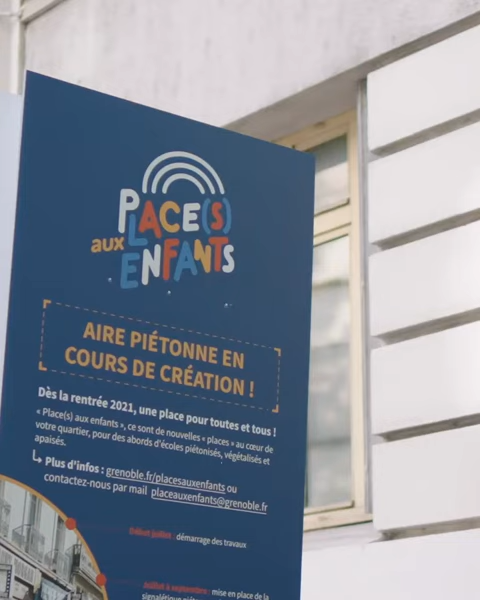 PLACE(S)
aux
ENFANTS
AIRE PIÉTONNE EN
COURS DE CRÉATION !
Dès la rentrée 2021, une place pour toutes et tous !
« Place(s) aux enfants », ce sont de nouvelles « places » au cœur de
votre quartier, pour des abords d'écoles piétonisés, végétalisés et
apaisés.
Plus d'infos : grenoble.fr/placesauxenfants ou
contactez-nous par mail placeauxenfants@grenoble.fr
Début juillet : démarrage des travaux
Juillet à septembre : mise en place de la
signalétique